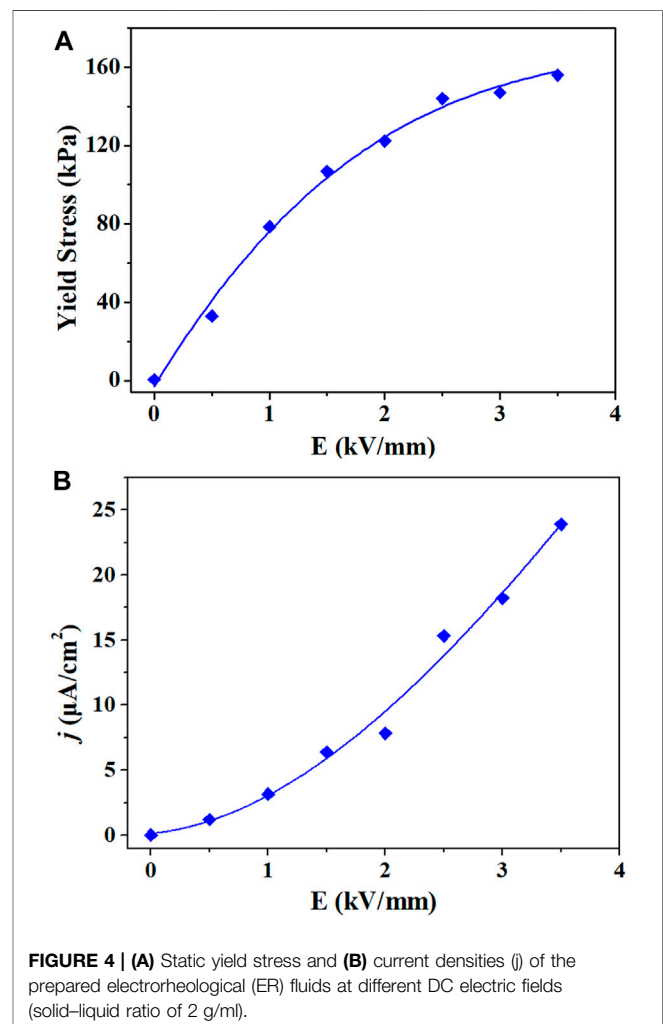 A
160
120
80
40
0
Yield Stress (kPa)
0 1 2 3 4
E (kV/mm)
B
25
20
15
10
5
0
j (μA/cm²)
0 1 2 3 4
E (kV/mm)
FIGURE 4 | (A) Static yield stress and (B) current densities (j) of the
prepared electrorheological (ER) fluids at different DC electric fields
(solid–liquid ratio of 2 g/ml).